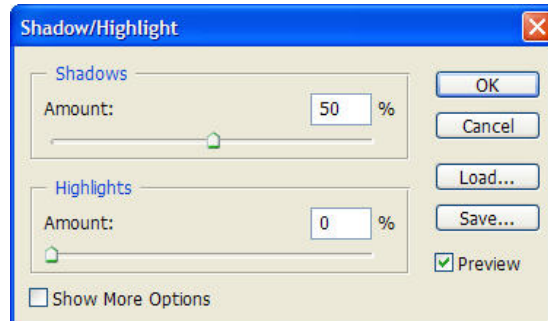 Shadow/Highlight
Shadows
Amount:
50
%
OK
Cancel
Highlights
Amount:
0
%
Load...
Save...
Preview
Show More Options